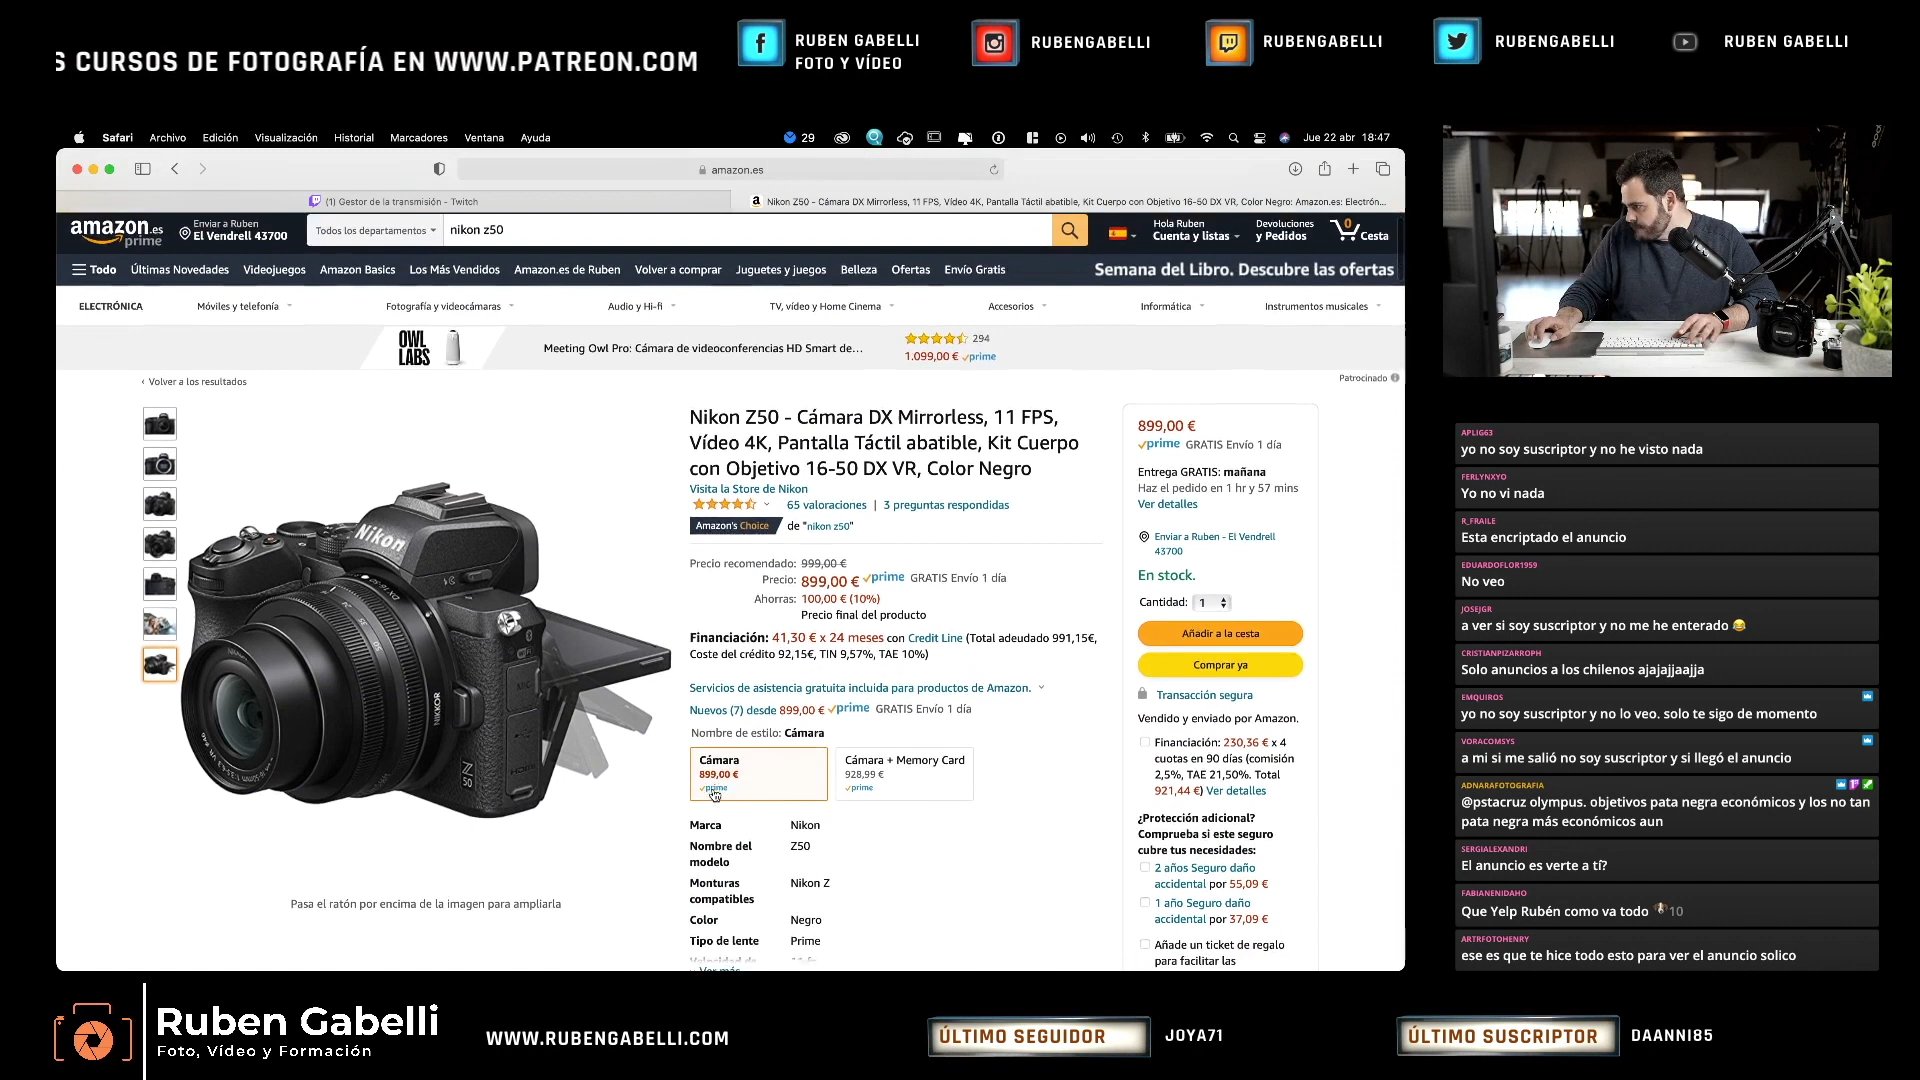 S CURSOS DE FOTOGRAFÍA EN WWW.PATREON.COM
RUBEN GABELLI
FOTO Y VÍDEO
RUBENGABELLI
RUBENGABELLI
RUBENGABELLI
RUBEN GABELLI
Safari Archivo Edición Visualización Historial Marcadores Ventana Ayuda
29
Jue 22 abr 18:47
amazon.es
(1) Gestor de la transmisión - Twitch
Nikon Z50 - Cámara DX Mirrorless, 11 FPS, Vídeo 4K, Pantalla Táctil abatible, Kit Cuerpo con Objetivo 16-50 DX VR, Color Negro: Amazon.es: Electrón...
amazon.es
prime
Enviar a Ruben
El Vendrell 43700
Todos los departamentos
nikon z50
Hola Ruben
Cuenta y listas
Devoluciones
y Pedidos
0
Cesta
Todo Últimas Novedades Videojuegos Amazon Basics Los Más Vendidos Amazon.es de Ruben Volver a comprar Juguetes y juegos Belleza Ofertas Envío Gratis
Semana del Libro. Descubre las ofertas
ELECTRÓNICA Móviles y telefonía Fotografía y videocámaras Audio y Hi-fi TV, vídeo y Home Cinema Accesorios Informática Instrumentos musicales
OWL
LABS
Meeting Owl Pro: Cámara de videoconferencias HD Smart de...
294
1.099,00 € prime
Patrocinado
‹ Volver a los resultados
Nikon
NIKKOR
Z
50
Pasa el ratón por encima de la imagen para ampliarla
Nikon Z50 - Cámara DX Mirrorless, 11 FPS,
Vídeo 4K, Pantalla Táctil abatible, Kit Cuerpo
con Objetivo 16-50 DX VR, Color Negro
Visita la Store de Nikon
65 valoraciones | 3 preguntas respondidas
Amazon's Choice de "nikon z50"
Precio recomendado: 999,00 €
Precio: 899,00 € prime GRATIS Envío 1 día
Ahorras: 100,00 € (10%)
Precio final del producto
Financiación: 41,30 € x 24 meses con Credit Line (Total adeudado 991,15€,
Coste del crédito 92,15€, TIN 9,57%, TAE 10%)
Servicios de asistencia gratuita incluida para productos de Amazon.
Nuevos (7) desde 899,00 € prime GRATIS Envío 1 día
Nombre de estilo: Cámara
Cámara
899,00 €
prime
Cámara + Memory Card
928,99 €
prime
Marca Nikon
Nombre del
modelo
Z50
Monturas
compatibles
Nikon Z
Color Negro
Tipo de lente Prime
Ver más
899,00 €
prime GRATIS Envío 1 día
Entrega GRATIS: mañana
Haz el pedido en 1 hr y 57 mins
Ver detalles
Enviar a Ruben - El Vendrell
43700
En stock.
Cantidad: 1
Añadir a la cesta
Comprar ya
Transacción segura
Vendido y enviado por Amazon.
Financiación: 230,36 € x 4
cuotas en 90 días (comisión
2,5%, TAE 21,50%. Total
921,44 €) Ver detalles
¿Protección adicional?
Comprueba si este seguro
cubre tus necesidades:
2 años Seguro daño
accidental por 55,09 €
1 año Seguro daño
accidental por 37,09 €
Añade un ticket de regalo
para facilitar las
APLIG63
yo no soy suscriptor y no he visto nada
FERLYNXYO
Yo no vi nada
R_FRAILE
Esta encriptado el anuncio
EDUARDOFLOR1959
No veo
JOSEJGR
a ver si soy suscriptor y no me he enterado 😂
CRISTIANPIZARROPH
Solo anuncios a los chilenos ajajajjaajja
EMQUIROS
yo no soy suscriptor y no lo veo. solo te sigo de momento
VORACOMSYS
a mi si me salió no soy suscriptor y si llegó el anuncio
ADNARAFOTOGRAFIA
@pstacruz olympus. objetivos pata negra económicos y los no tan
pata negra más económicos aun
SERGIALEXANDRI
El anuncio es verte a tí?
FABIANENIDAHO
Que Yelp Rubén como va todo 10
ARTRFOTOHENRY
ese es que te hice todo esto para ver el anuncio solico
Ruben Gabelli
Foto, Vídeo y Formación
WWW.RUBENGABELLI.COM
ÚLTIMO SEGUIDOR JOYA71
ÚLTIMO SUSCRIPTOR DAANNI85